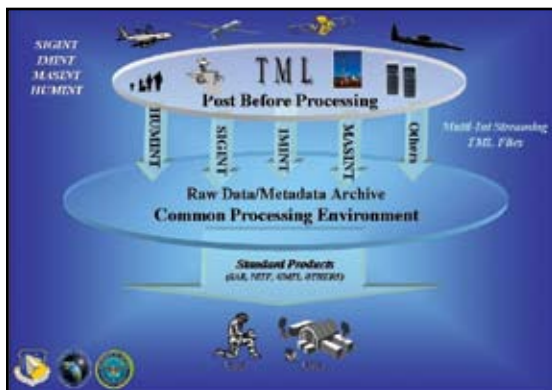 SIGINT
IMINT
MASINT
HUMINT
TML
Post Before Processing
HUMINT
SIGINT
IMINT
MASINT
Others
Multi-Int Streaming
TML Files
Raw Data/Metadata Archive
Common Processing Environment
Standard Products